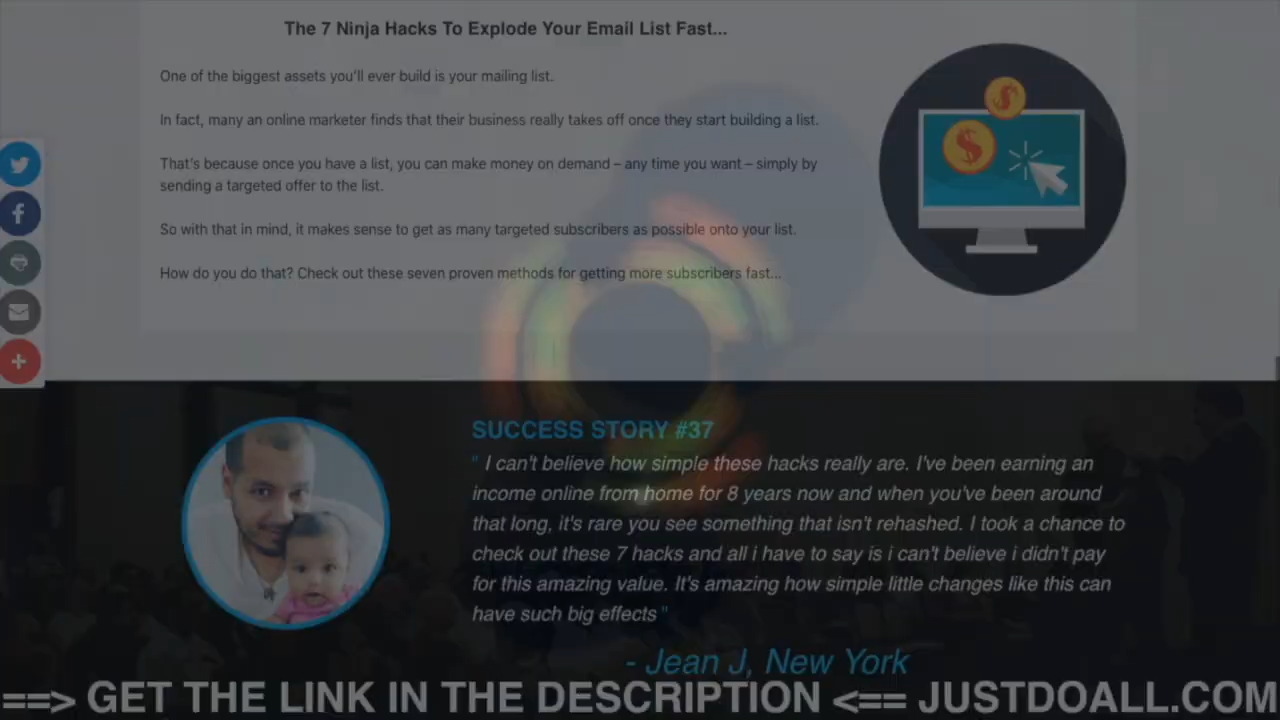 The 7 Ninja Hacks To Explode Your Email List Fast...
One of the biggest assets you'll ever build is your mailing list.
In fact, many an online marketer finds that their business really takes off once they start building a list.
That's because once you have a list, you can make money on demand – any time you want – simply by
sending a targeted offer to the list.
So with that in mind, it makes sense to get as many targeted subscribers as possible onto your list.
How do you do that? Check out these seven proven methods for getting more subscribers fast...
SUCCESS STORY #37
" I can't believe how simple these hacks really are. I've been earning an
income online from home for 8 years now and when you've been around
that long, it's rare you see something that isn't rehashed. I took a chance to
check out these 7 hacks and all i have to say is i can't believe i didn't pay
for this amazing value. It's amazing how simple little changes like this can
have such big effects "
- Jean J, New York
==> GET THE LINK IN THE DESCRIPTION <== JUSTDOALL.COM